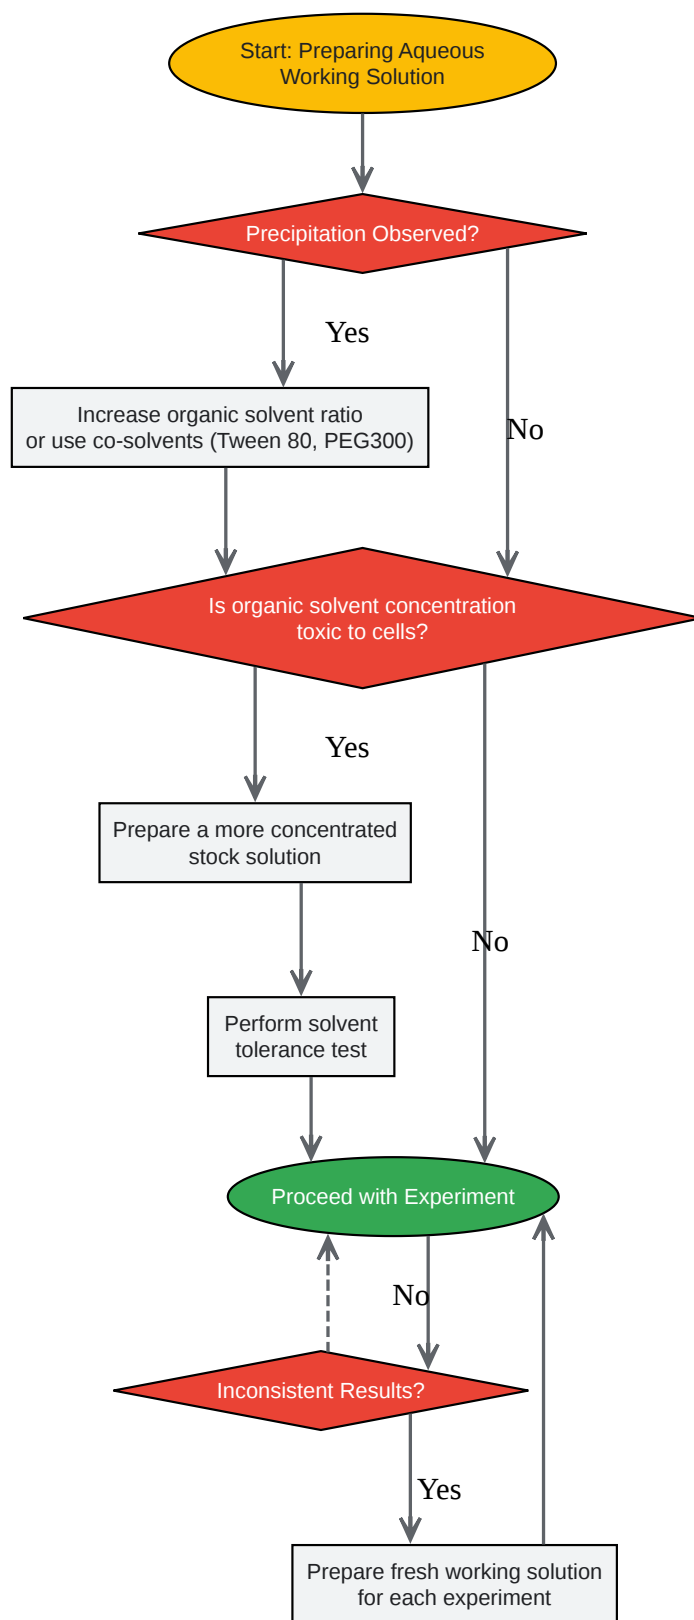 Start: Preparing Aqueous
Working Solution
Precipitation Observed?
Yes
Increase organic solvent ratio
or use co-solvents (Tween 80, PEG300)
No
Is organic solvent concentration
toxic to cells?
Yes
Prepare a more concentrated
stock solution
No
Perform solvent
tolerance test
Proceed with Experiment
No
Inconsistent Results?
Yes
Prepare fresh working solution
for each experiment